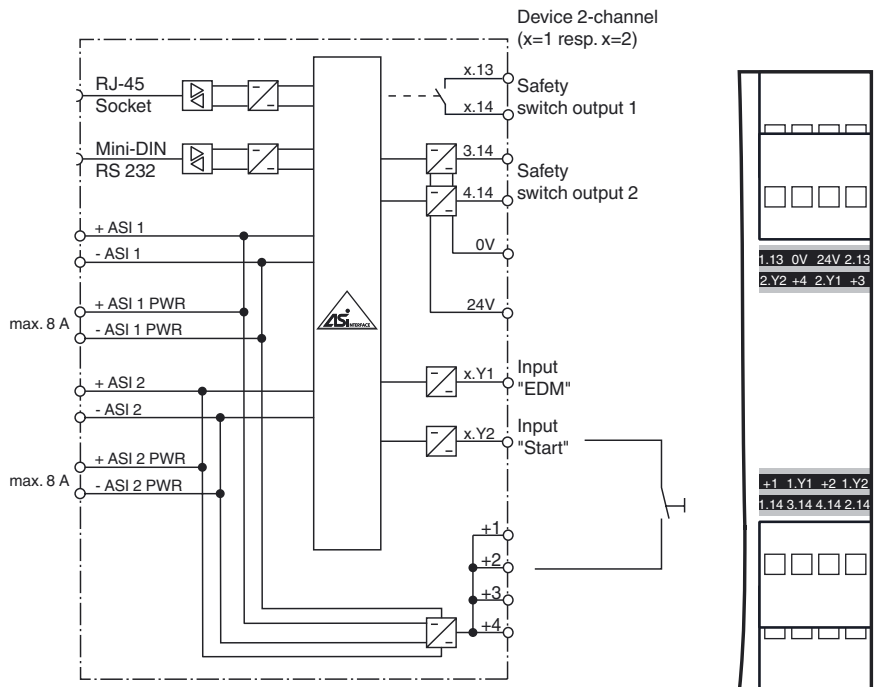 Device 2-channel
(x=1 resp. x=2)
RJ-45
Socket
x.13
x.14
Safety
switch output 1
Mini-DIN
RS 232
3.14
4.14
Safety
switch output 2
0V
24V
+ ASI 1
- ASI 1
+ ASI 1 PWR
max. 8 A
- ASI 1 PWR
ASi INTERFACE
+ ASI 2
- ASI 2
+ ASI 2 PWR
max. 8 A
- ASI 2 PWR
x.Y1
Input
"EDM"
x.Y2
Input
"Start"
+1
+2
+3
+4
1.13 0V 24V 2.13
2.Y2 +4 2.Y1 +3
+1 1.Y1 +2 1.Y2
1.14 3.14 4.14 2.14